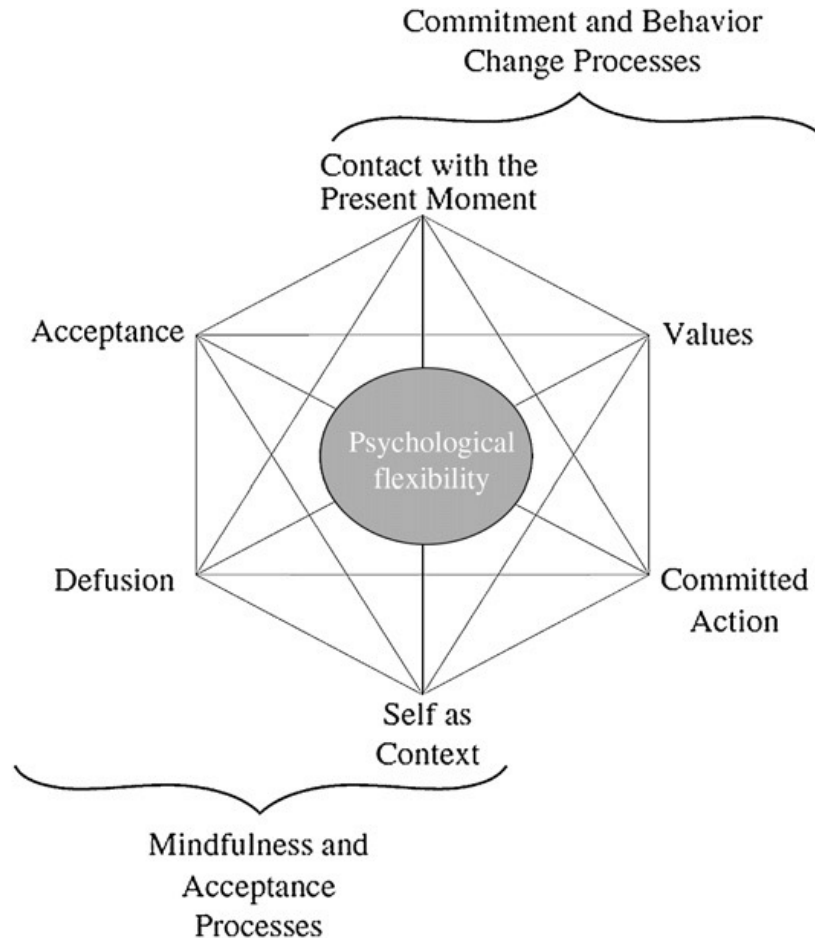 Commitment and Behavior
Change Processes
Contact with the
Present Moment
Acceptance
Values
Psychological
flexibility
Defusion
Committed
Action
Self as
Context
Mindfulness and
Acceptance
Processes